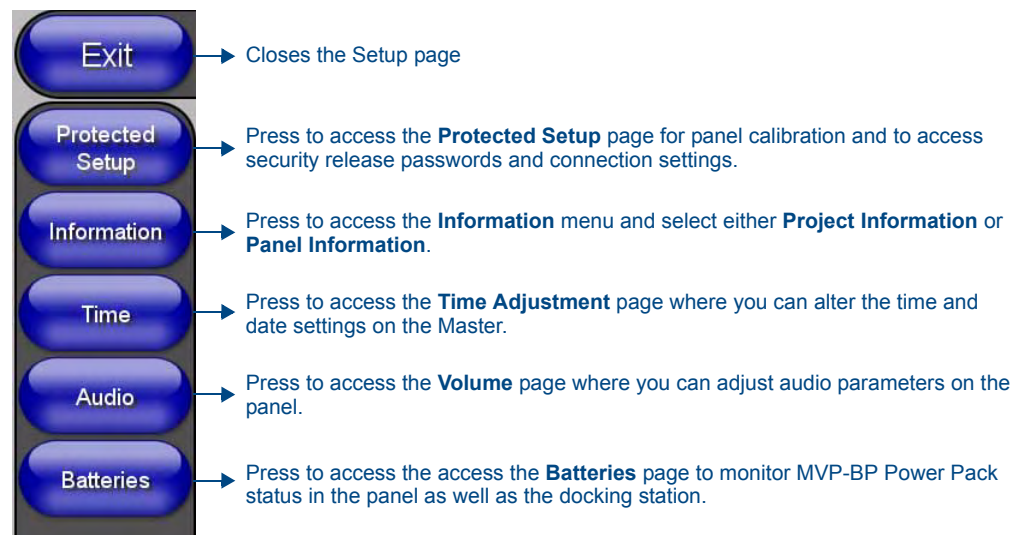 Exit
Closes the Setup page
Protected
Setup
Press to access the Protected Setup page for panel calibration and to access
security release passwords and connection settings.
Information
Press to access the Information menu and select either Project Information or
Panel Information.
Time
Press to access the Time Adjustment page where you can alter the time and
date settings on the Master.
Audio
Press to access the Volume page where you can adjust audio parameters on the
panel.
Batteries
Press to access the access the Batteries page to monitor MVP-BP Power Pack
status in the panel as well as the docking station.